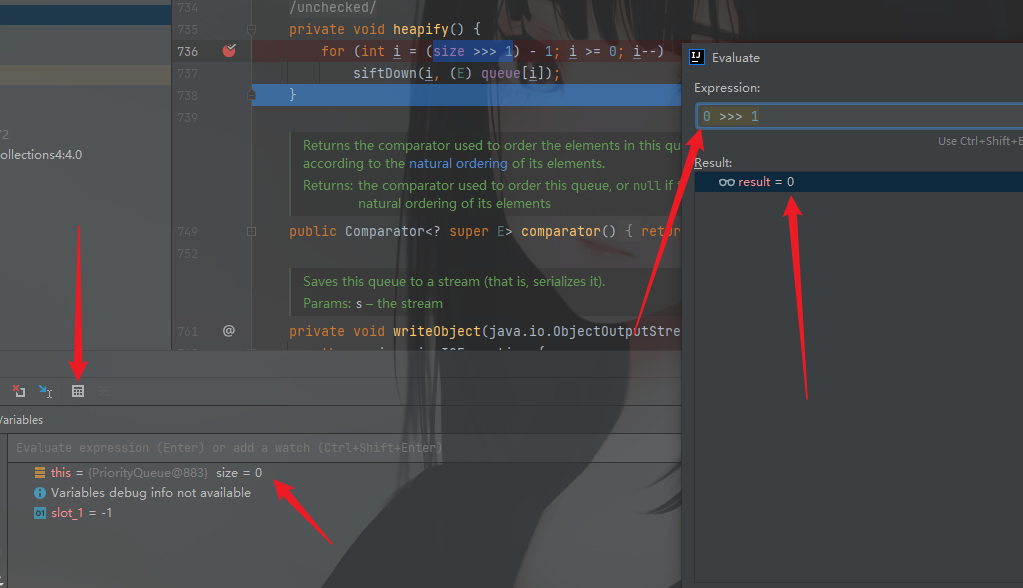 734
/unchecked/
735
private void heapify() {
736
for (int i = (size >>> 1) - 1; i >= 0; i--)
737
siftDown(i, (E) queue[i]);
738
}
739
Returns the comparator used to order the elements in this qu
according to the natural ordering of its elements.
Returns: the comparator used to order this queue, or null if
natural ordering of its elements
749
public Comparator<? super E> comparator() { retur
752
Saves this queue to a stream (that is, serializes it).
Params: s – the stream
761
@
private void writeObject(java.io.ObjectOutputStre
72
ollections4:4.0
Variables
Evaluate expression (Enter) or add a watch (Ctrl+Shift+Enter)
this = {PriorityQueue@883} size = 0
Variables debug info not available
01 slot_1 = -1
IJ Evaluate
Expression:
0 >>> 1
Use Ctrl+Shift+E
Result:
result = 0